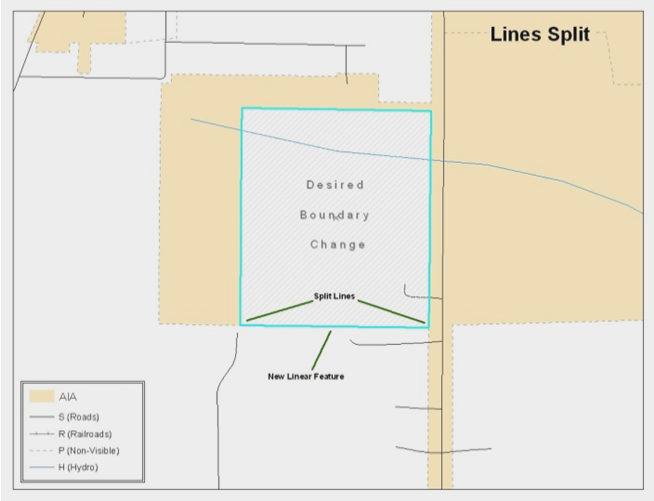 Lines Split
Desired
Boundary
Change
Split Lines
New Linear Feature
AIA
S (Roads)
R (Railroads)
P (Non-Visible)
H (Hydro)